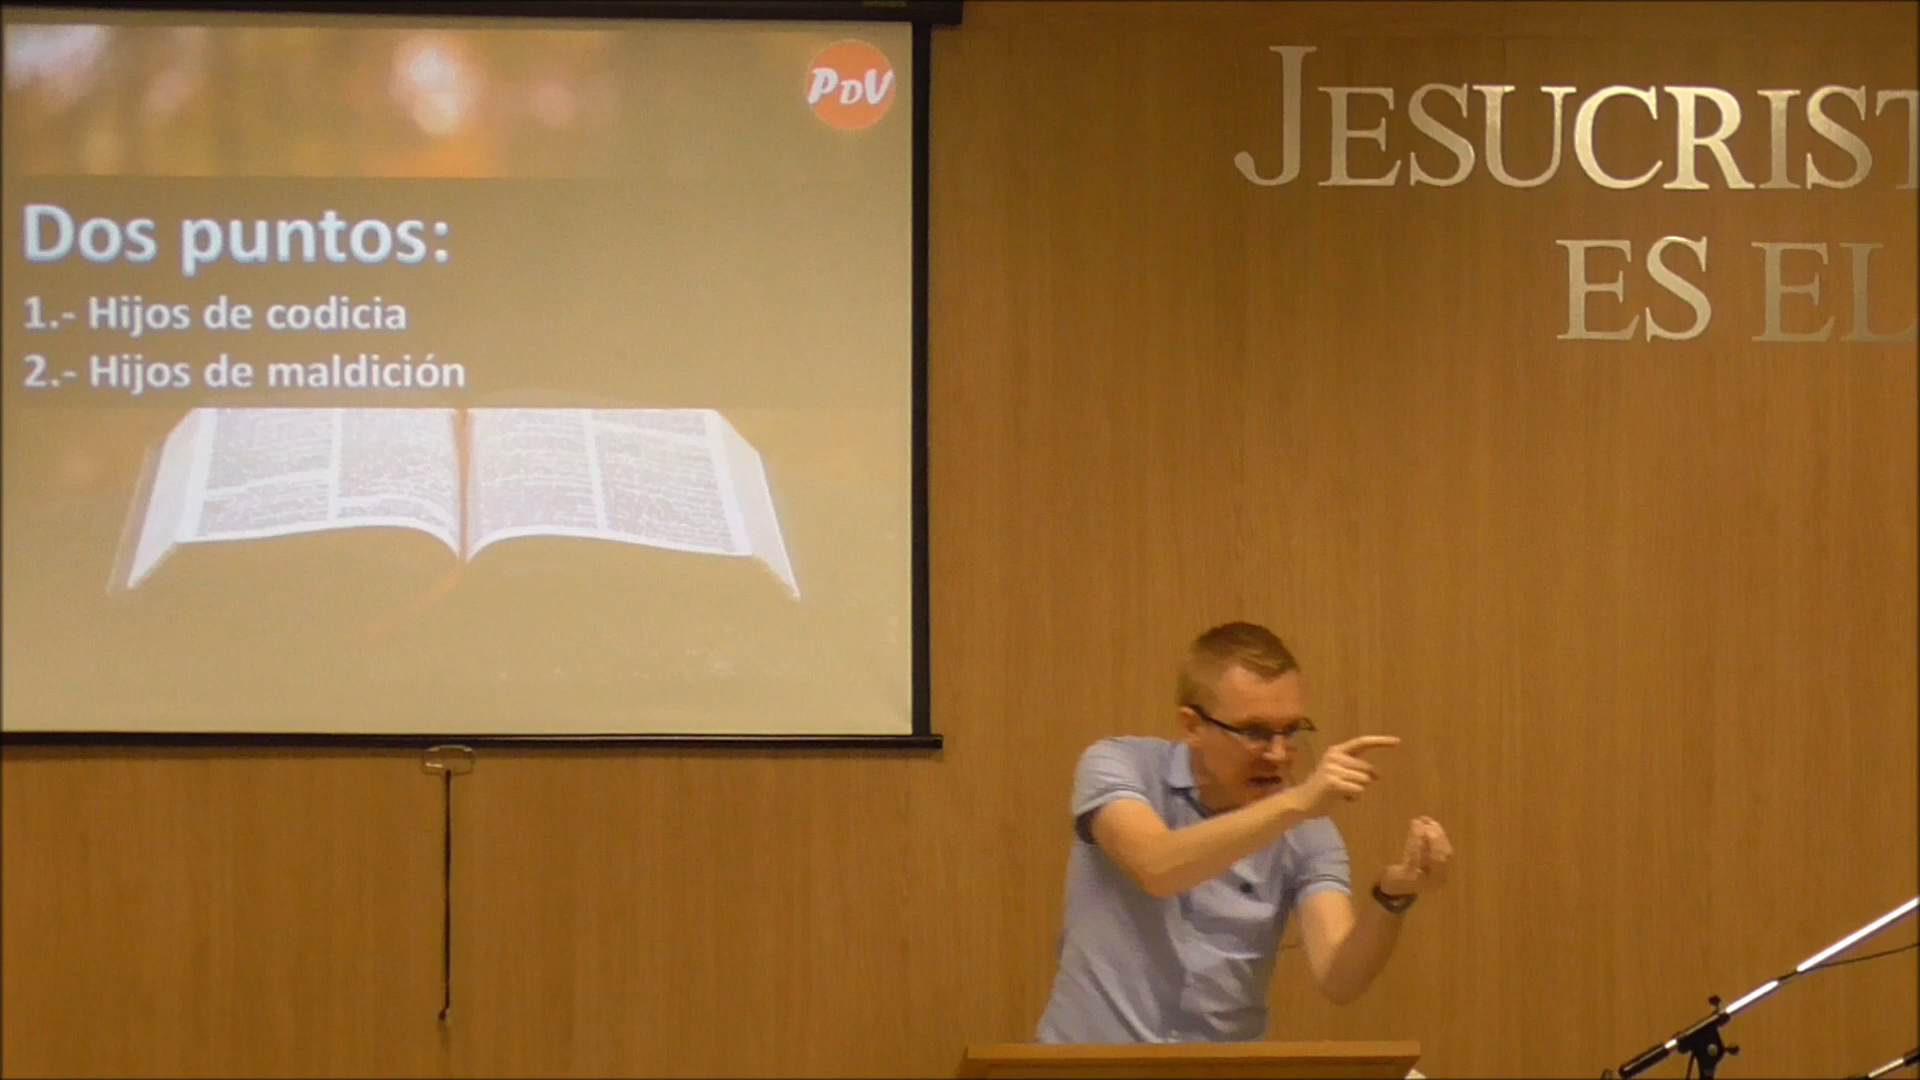 PDV
Dos puntos:
1.- Hijos de codicia
2.- Hijos de maldición
JESUCRIST
ES EL